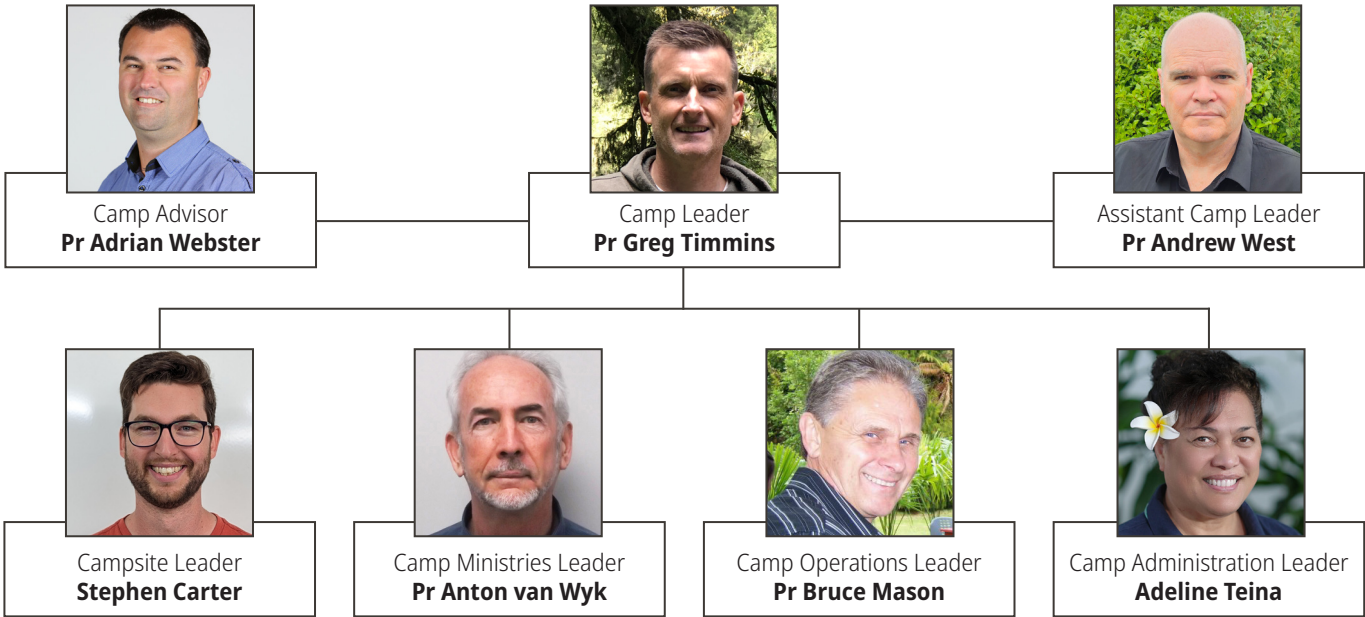 Camp Advisor
Pr Adrian Webster
Camp Leader
Pr Greg Timmins
Assistant Camp Leader
Pr Andrew West
Campsite Leader
Stephen Carter
Camp Ministries Leader
Pr Anton van Wyk
Camp Operations Leader
Pr Bruce Mason
Camp Administration Leader
Adeline Teina